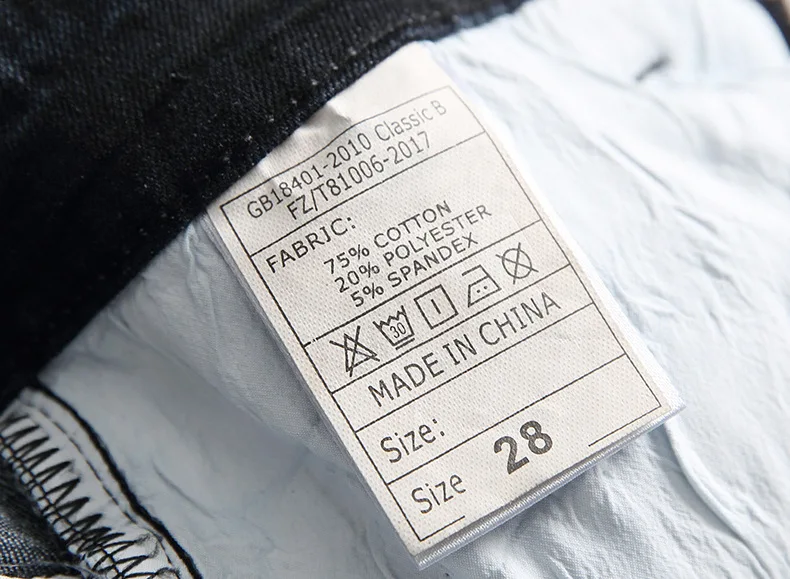 GB18401-2010 Classic B
FZ/T81006-2017
FABRIC:
75% COTTON
20% POLYESTER
5% SPANDEX
30
MADE IN CHINA
Size:
Size 28